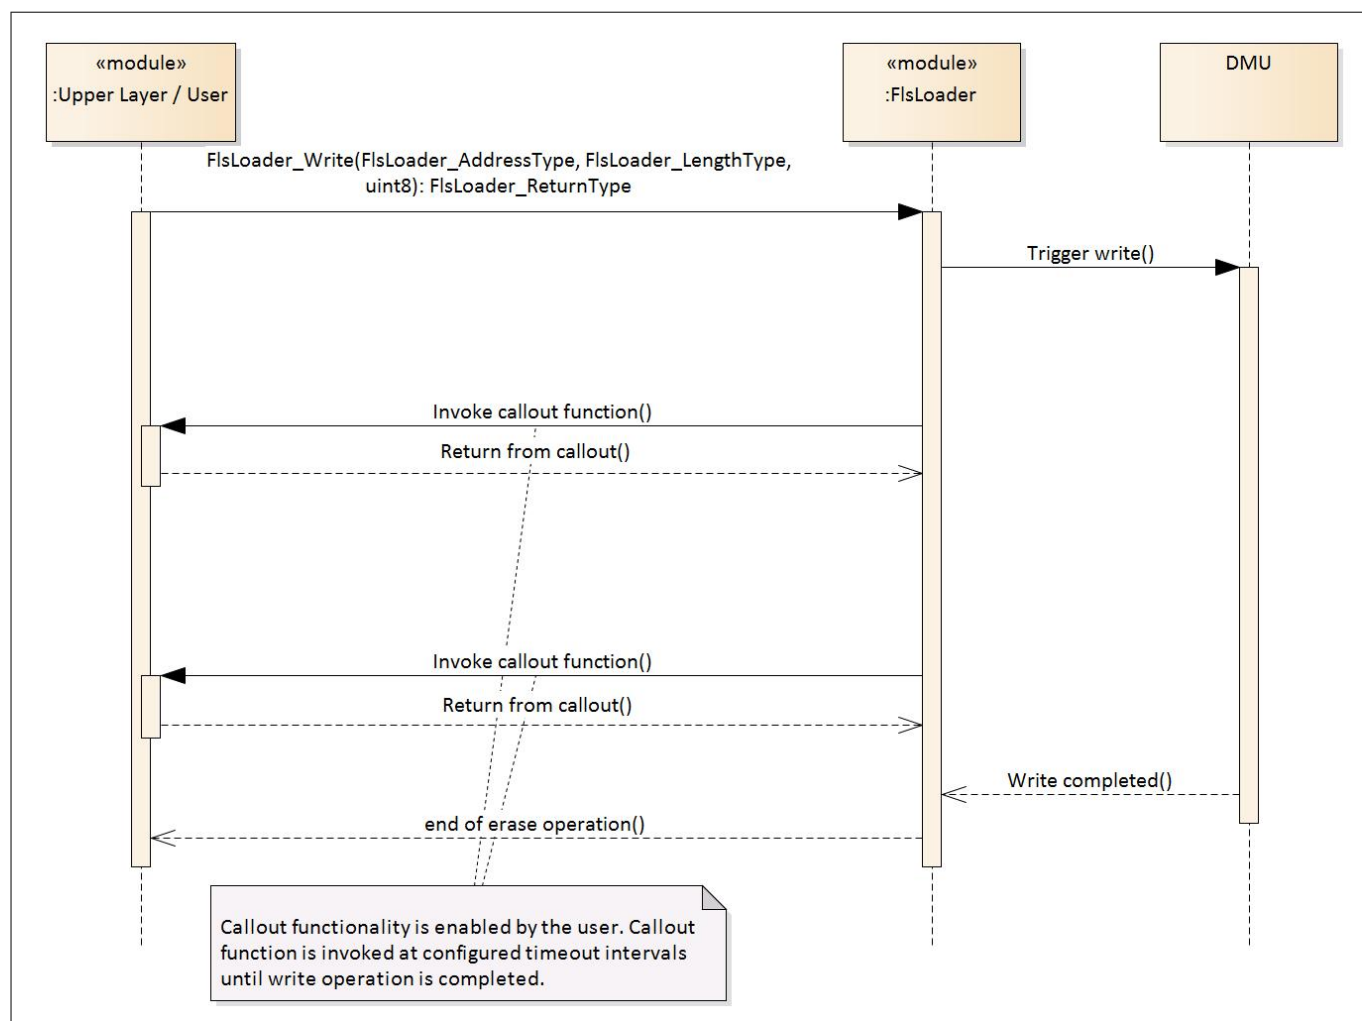 «module»
:Upper Layer / User
«module»
:FlsLoader
DMU
FlsLoader_Write(FlsLoader_AddressType, FlsLoader_LengthType,
uint8): FlsLoader_ReturnType
Trigger write()
Invoke callout function()
Return from callout()
Invoke callout function()
Return from callout()
Write completed()
end of erase operation()
Callout functionality is enabled by the user. Callout
function is invoked at configured timeout intervals
until write operation is completed.